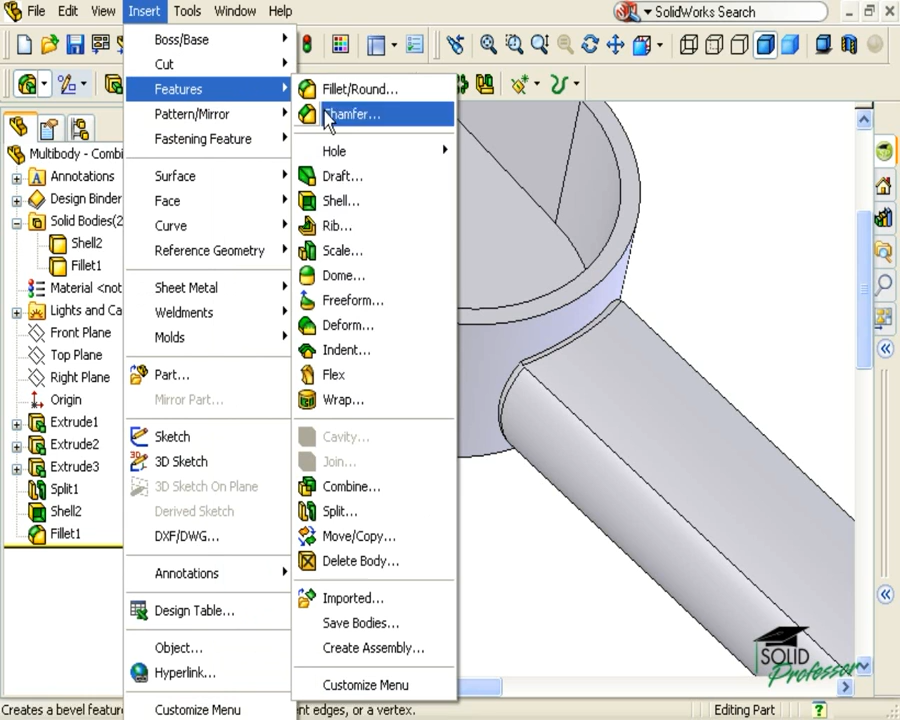 File Edit View Insert Tools Window Help SolidWorks Search
Boss/Base
Cut
Features
Pattern/Mirror
Fastening Feature
Surface
Face
Curve
Reference Geometry
Sheet Metal
Weldments
Molds
Part...
Mirror Part...
Sketch
3D Sketch
3D Sketch On Plane
Derived Sketch
DXF/DWG...
Annotations
Design Table...
Object...
Hyperlink...
Customize Menu
Fillet/Round...
Chamfer...
Hole
Draft...
Shell...
Rib...
Scale...
Dome...
Freeform...
Deform...
Indent...
Flex
Wrap...
Cavity...
Join...
Combine...
Split...
Move/Copy...
Delete Body...
Imported...
Save Bodies...
Create Assembly...
Customize Menu
Multibody - Combi
Annotations
Design Binder
Solid Bodies(2
Shell2
Fillet1
Material <not
Lights and Ca
Front Plane
Top Plane
Right Plane
Origin
Extrude1
Extrude2
Extrude3
Split1
Shell2
Fillet1
SOLID
Professor
Creates a bevel featur ent edges, or a vertex. Editing Part